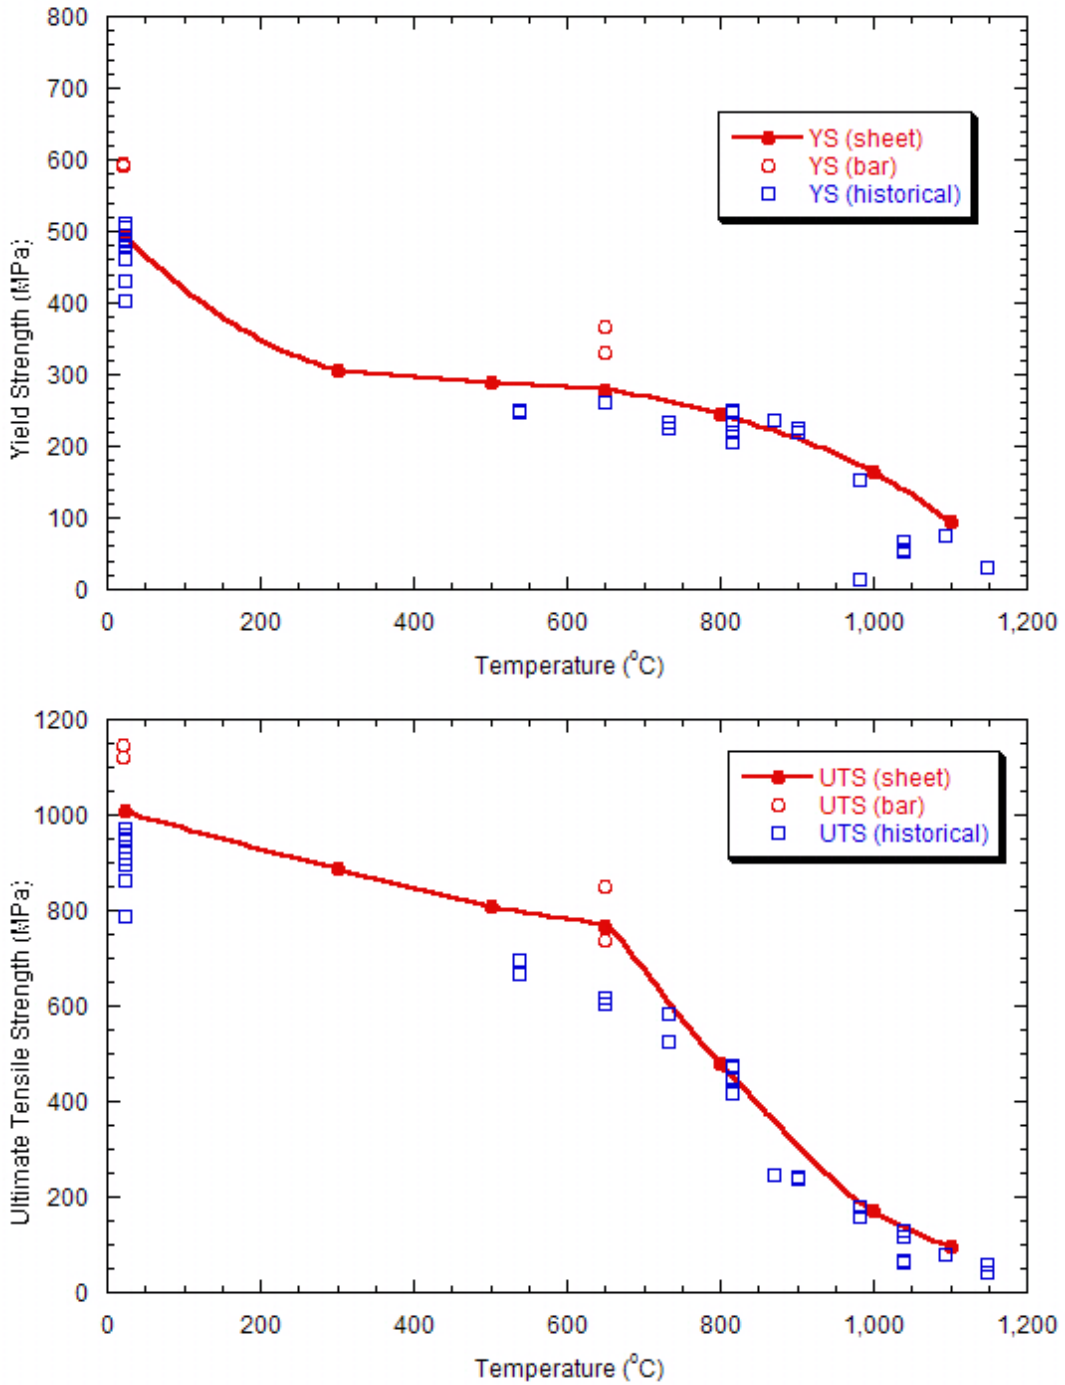 800
700
600
500
400
300
200
100
0
Yield Strength (MPa)
YS (sheet)
YS (bar)
YS (historical)
0 200 400 600 800 1,000 1,200
Temperature (°C)
1200
1000
800
600
400
200
0
Ultimate Tensile Strength (MPa)
UTS (sheet)
UTS (bar)
UTS (historical)
0 200 400 600 800 1,000 1,200
Temperature (°C)